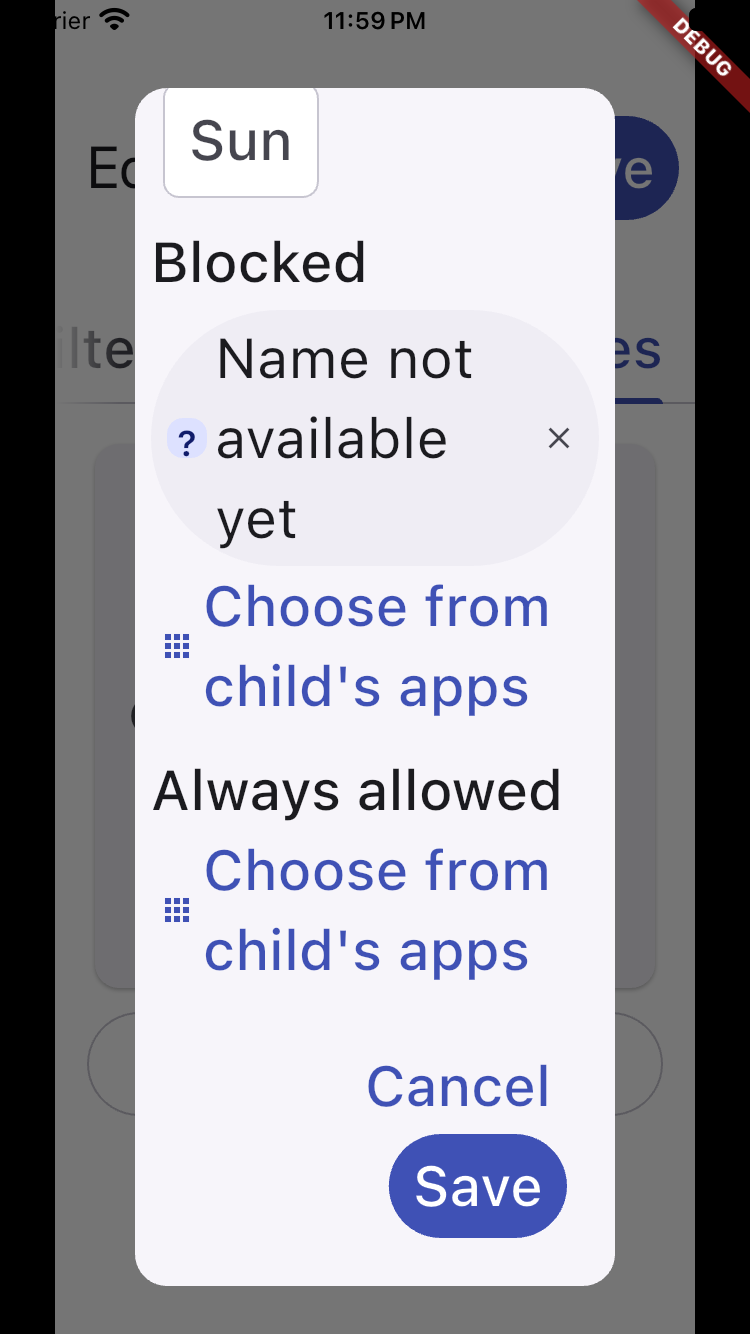 11:59 PM
DEBUG
Sun
Blocked
Name not
?
available
yet
Choose from
child's apps
Always allowed
Choose from
child's apps
Cancel
Save